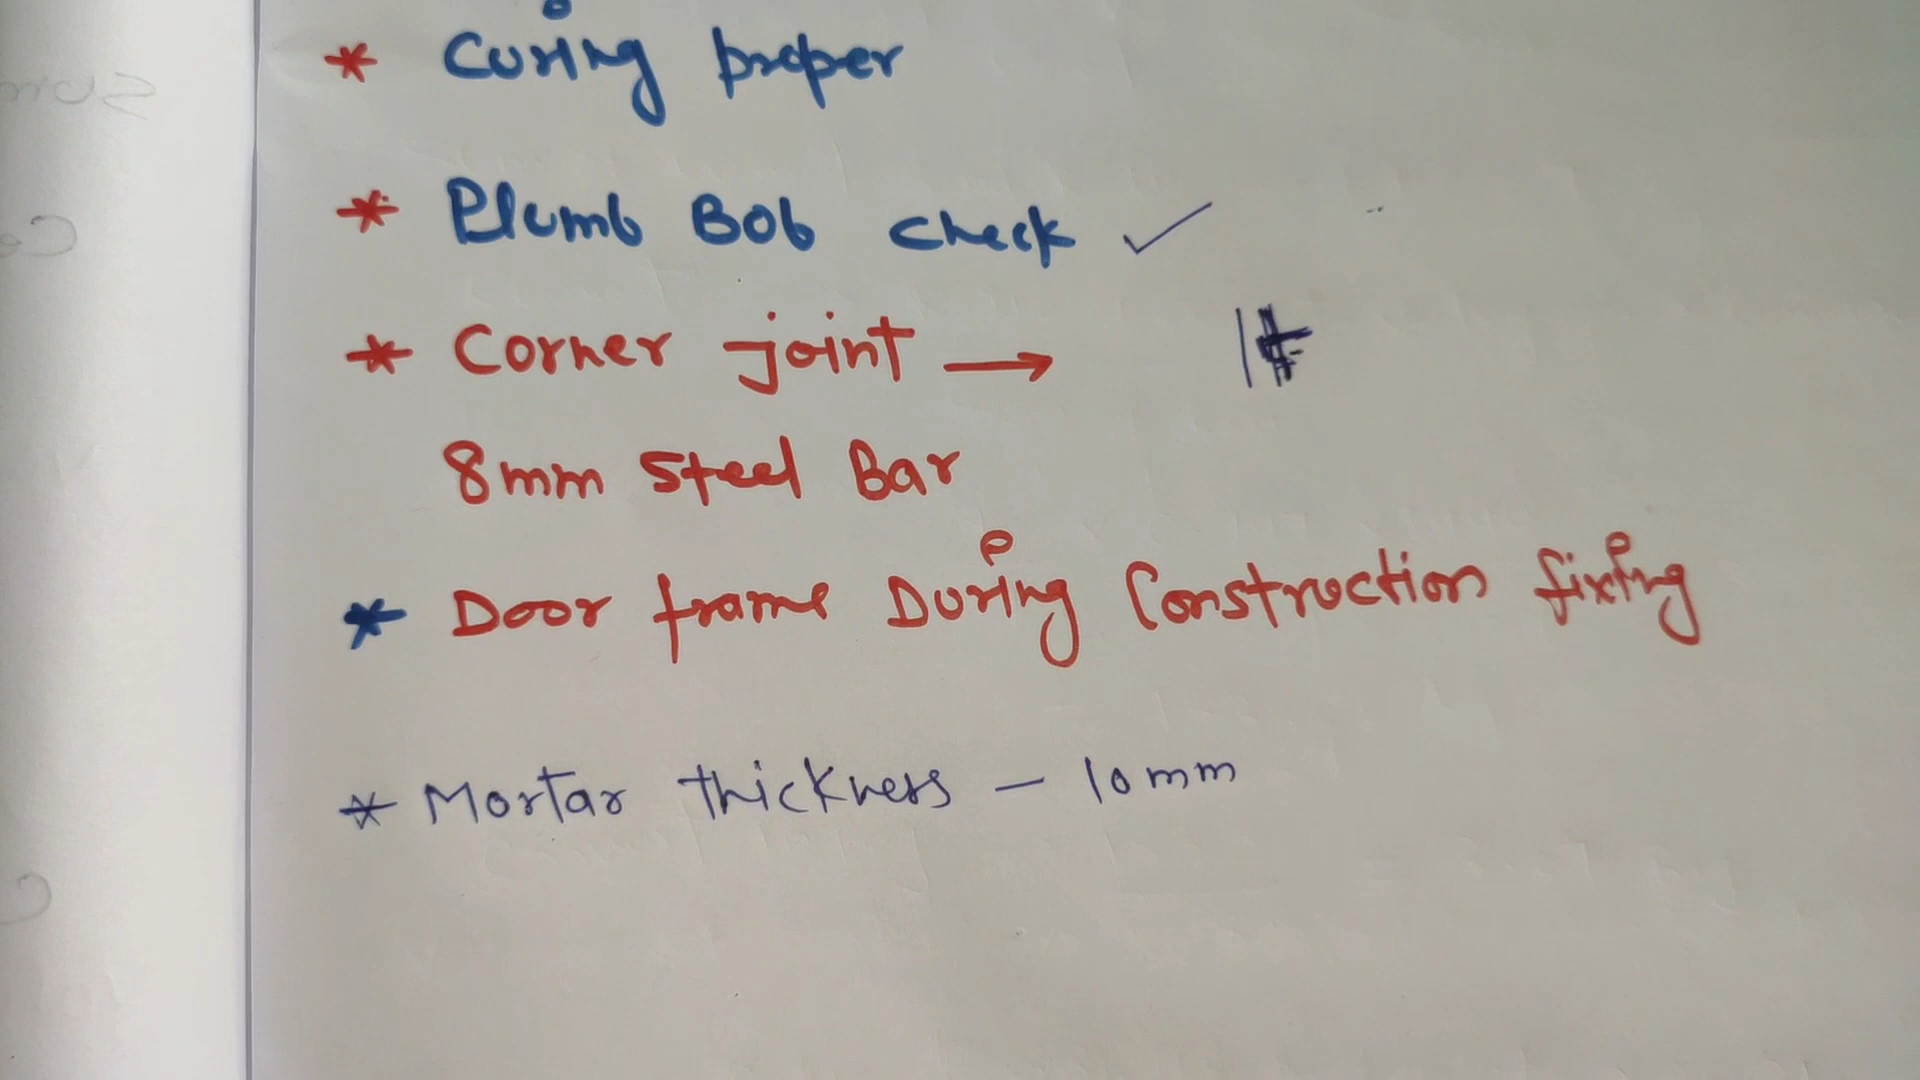 * Curing proper
* Plumb Bob check ✓
* Corner joint →
8mm Steel Bar
* Door frame During Construction fixing
* Mortar thickness - 10mm